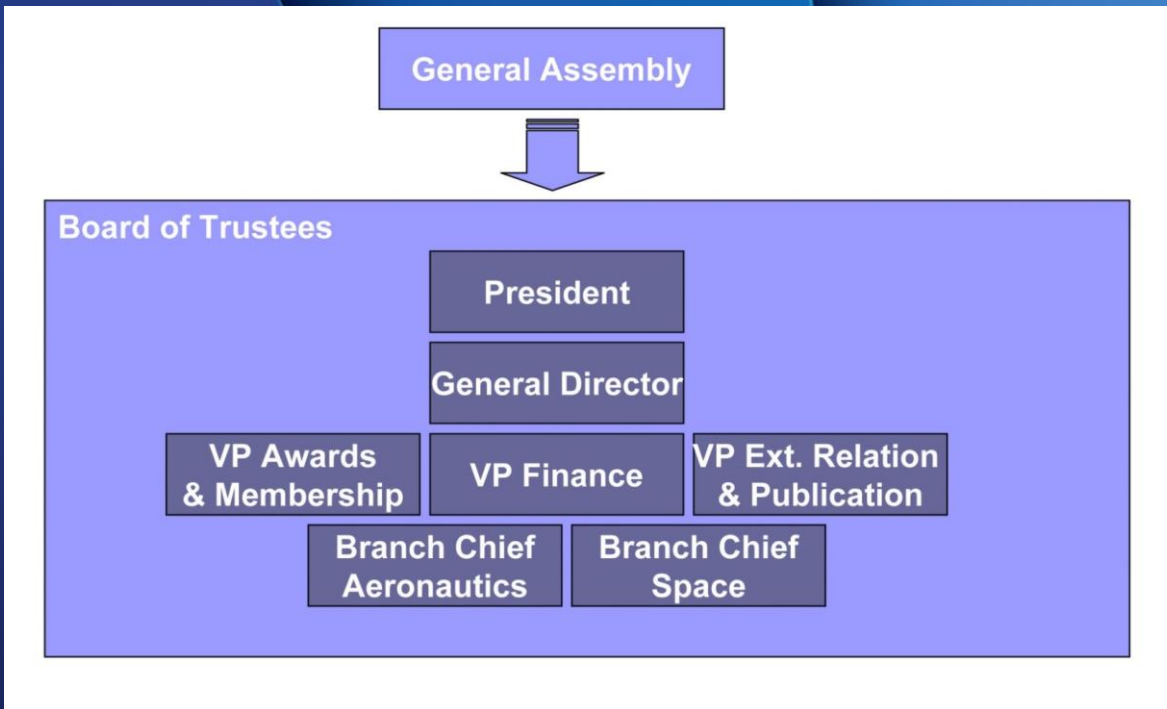 General Assembly
Board of Trustees
President
General Director
VP Awards
& Membership
VP Finance
VP Ext. Relation
& Publication
Branch Chief
Aeronautics
Branch Chief
Space